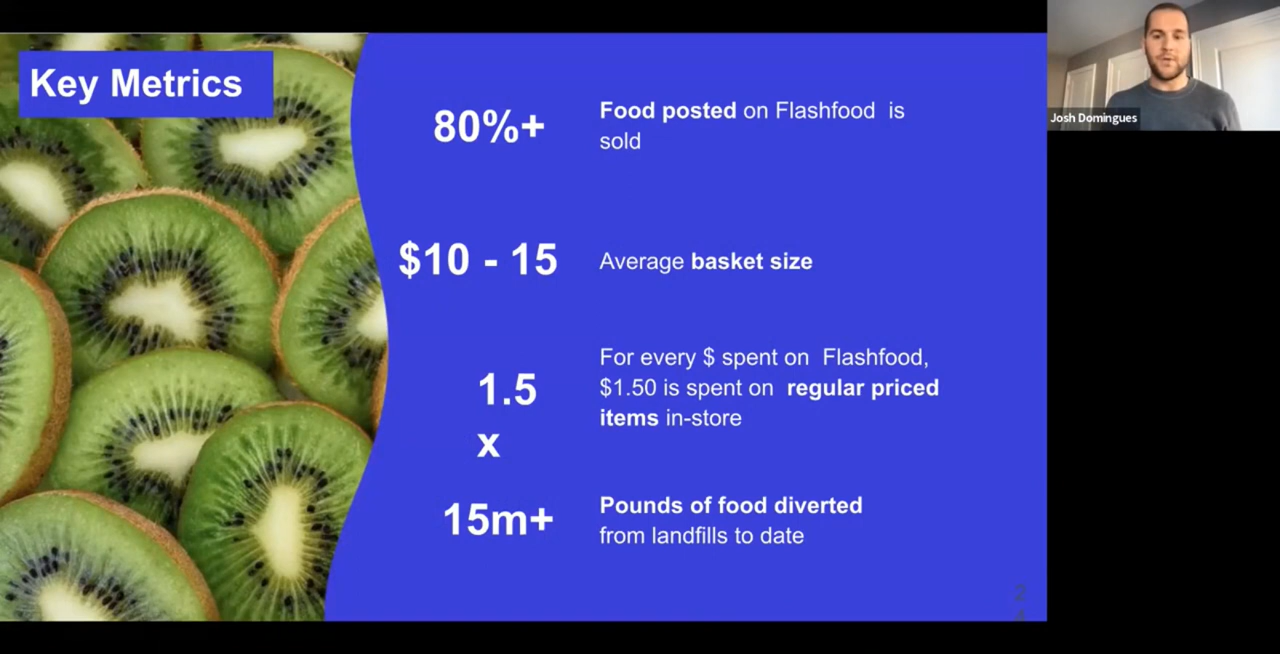 Key Metrics
80%+
Food posted on Flashfood is
sold
$10 - 15
Average basket size
1.5
x
For every $ spent on Flashfood,
$1.50 is spent on regular priced
items in-store
15m+
Pounds of food diverted
from landfills to date
Josh Domingues